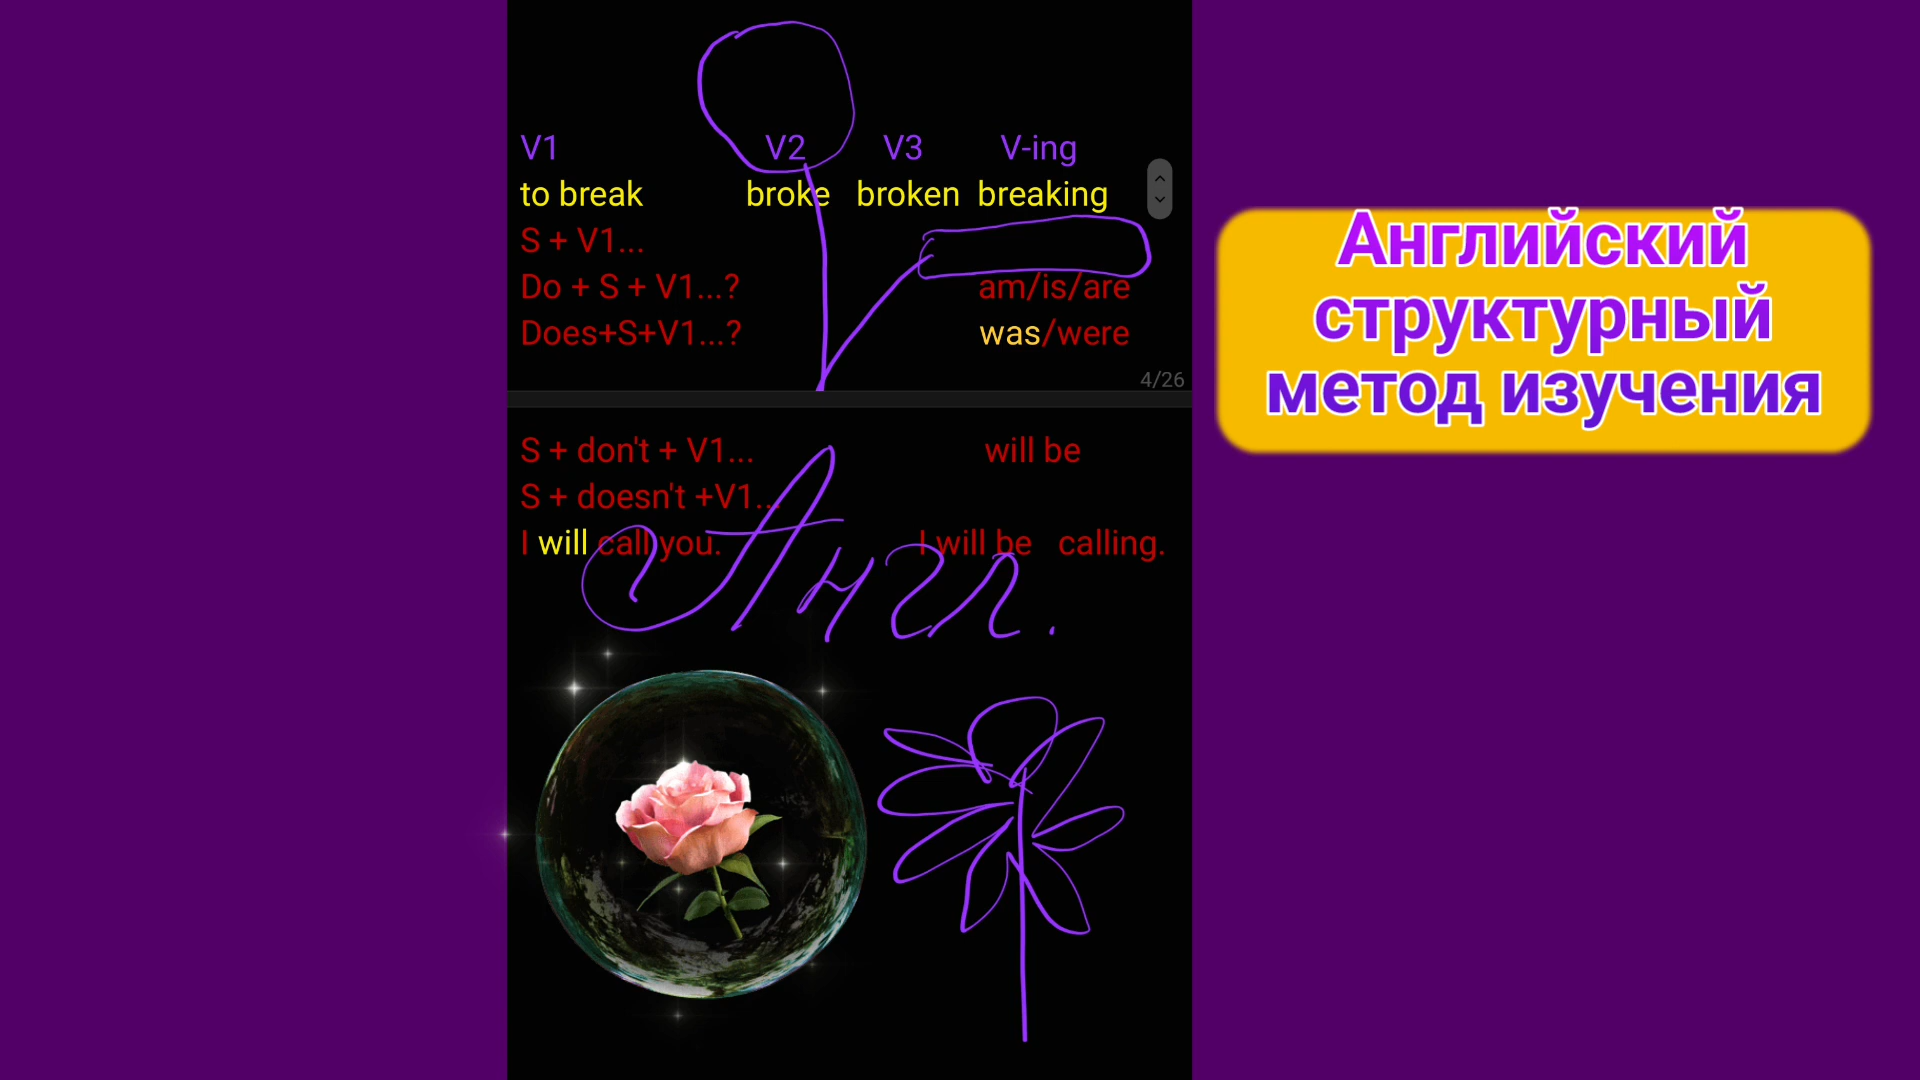 V1 V2 V3 V-ing
to break broke broken breaking
S + V1...
Do + S + V1...? am/is/are
Does+S+V1...? was/were
4/26
S + don't + V1... will be
S + doesn't +V1...
I will call you. I will be calling.
Англ.
Английский
структурный
метод изучения